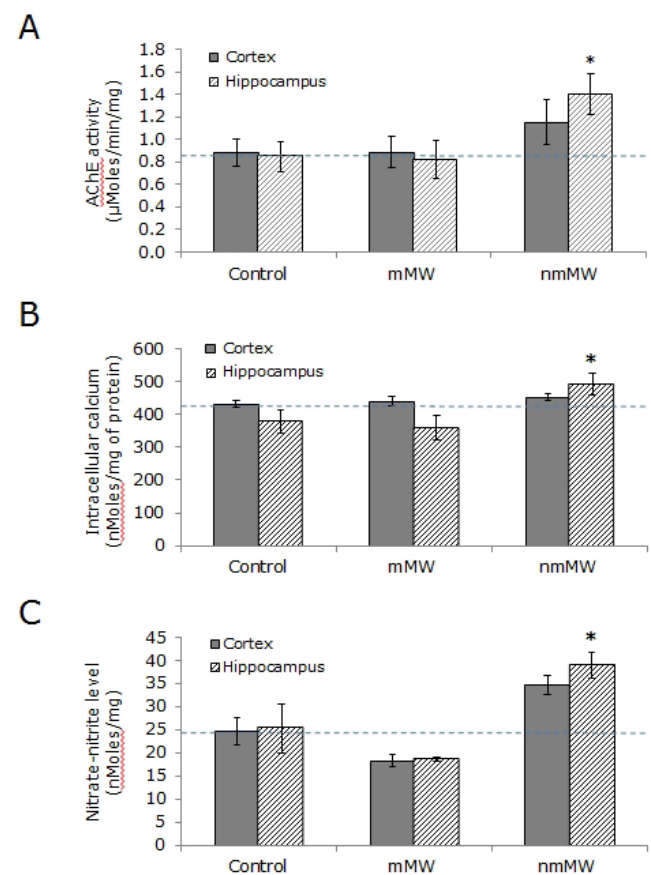 A
AChE activity
(µMoles/min/mg)
1.8
1.6
1.4
1.2
1.0
0.8
0.6
0.4
0.2
0.0
Cortex
Hippocampus
*
Control mMW nmMW
B
Intracellular calcium
(nMoles/mg of protein)
600
500
400
300
200
100
0
Cortex
Hippocampus
*
Control mMW nmMW
C
Nitrate-nitrite level
(nMoles/mg)
45
40
35
30
25
20
15
10
5
0
Cortex
Hippocampus
*
Control mMW nmMW